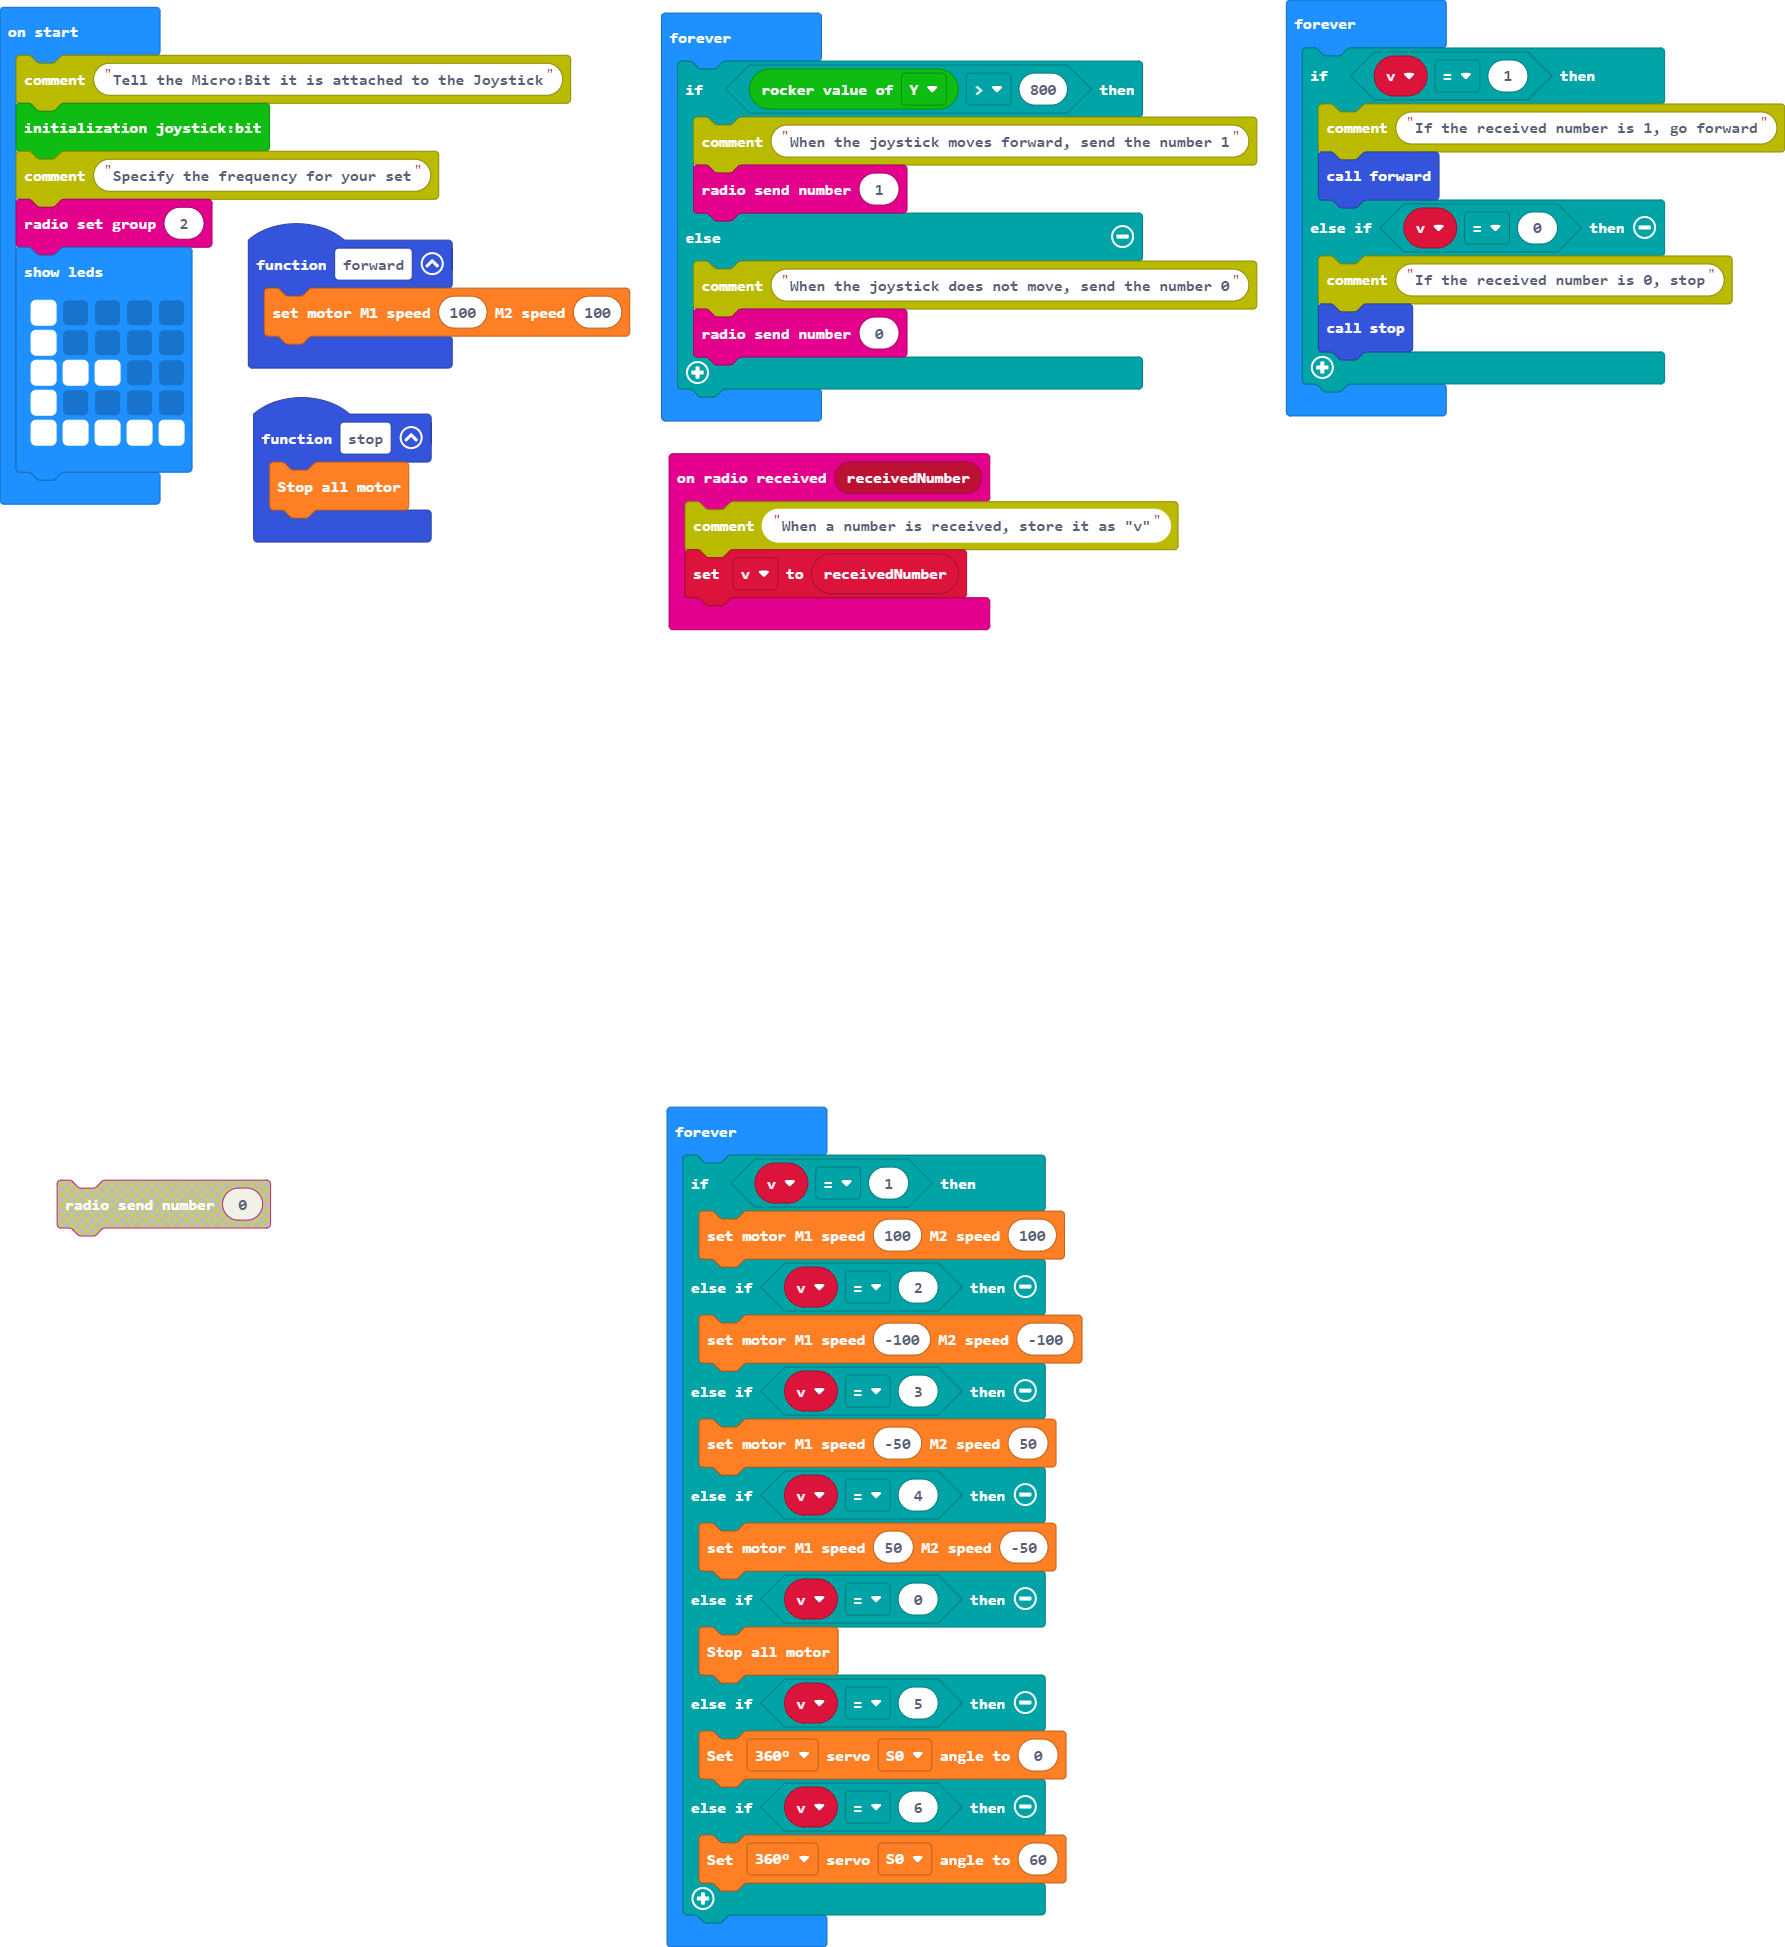 on start
comment "Tell the Micro:Bit it is attached to the Joystick"
initialization joystick:bit
comment "Specify the frequency for your set"
radio set group 2
show leds
function forward
set motor M1 speed 100 M2 speed 100
function stop
Stop all motor
forever
if rocker value of Y > 800 then
comment "When the joystick moves forward, send the number 1"
radio send number 1
else
comment "When the joystick does not move, send the number 0"
radio send number 0
on radio received receivedNumber
comment "When a number is received, store it as "v""
set v to receivedNumber
forever
if v = 1 then
comment "If the received number is 1, go forward"
call forward
else if v = 0 then
comment "If the received number is 0, stop"
call stop
radio send number 0
forever
if v = 1 then
set motor M1 speed 100 M2 speed 100
else if v = 2 then
set motor M1 speed -100 M2 speed -100
else if v = 3 then
set motor M1 speed -50 M2 speed 50
else if v = 4 then
set motor M1 speed 50 M2 speed -50
else if v = 0 then
Stop all motor
else if v = 5 then
Set 360º servo S0 angle to 0
else if v = 6 then
Set 360º servo S0 angle to 60